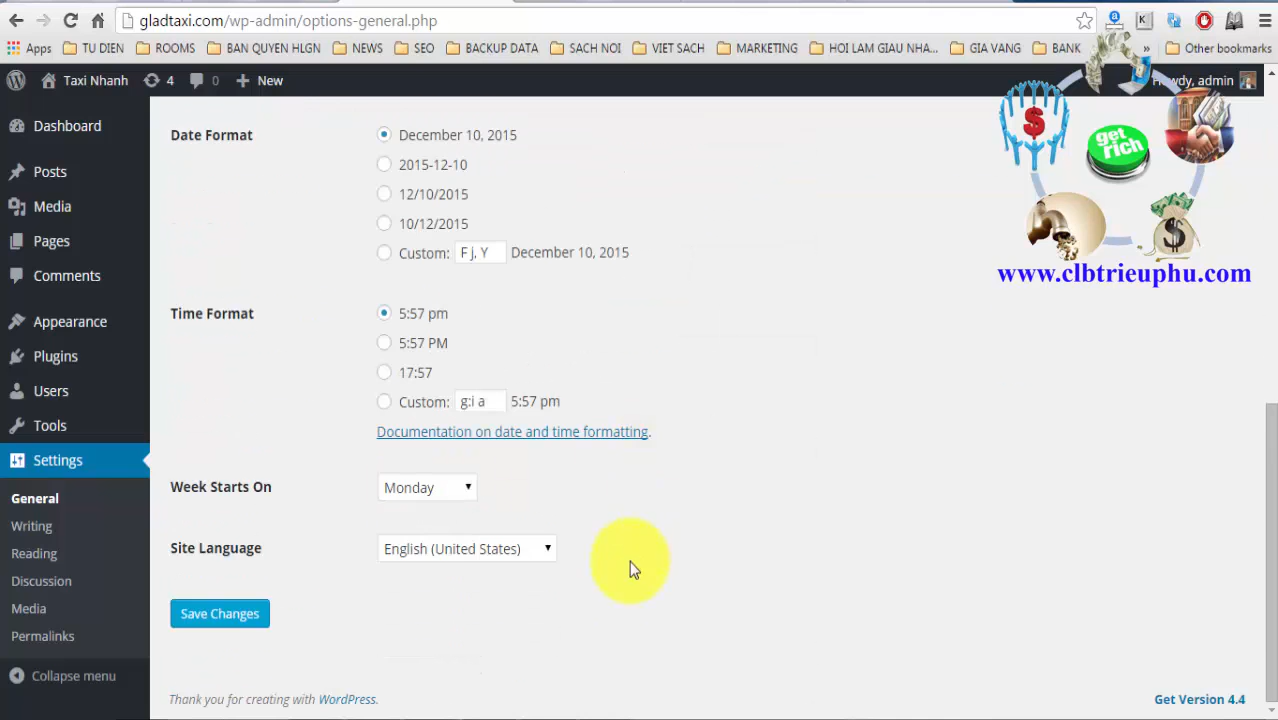 gladtaxi.com/wp-admin/options-general.php
Apps TU DIEN ROOMS BAN QUYEN HLGN NEWS SEO BACKUP DATA SACH NOI VIET SACH MARKETING HOI LAM GIAU NHA... GIA VANG BANK » Other bookmarks
Taxi Nhanh 4 0 New Howdy, admin
Dashboard
Posts
Media
Pages
Comments
Appearance
Plugins
Users
Tools
Settings
General
Writing
Reading
Discussion
Media
Permalinks
Collapse menu
Date Format
December 10, 2015
2015-12-10
12/10/2015
10/12/2015
Custom: F j, Y December 10, 2015
Time Format
5:57 pm
5:57 PM
17:57
Custom: g:i a 5:57 pm
Documentation on date and time formatting.
Week Starts On Monday
Site Language English (United States)
Save Changes
Thank you for creating with WordPress. Get Version 4.4
get
rich
www.clbtrieuphu.com